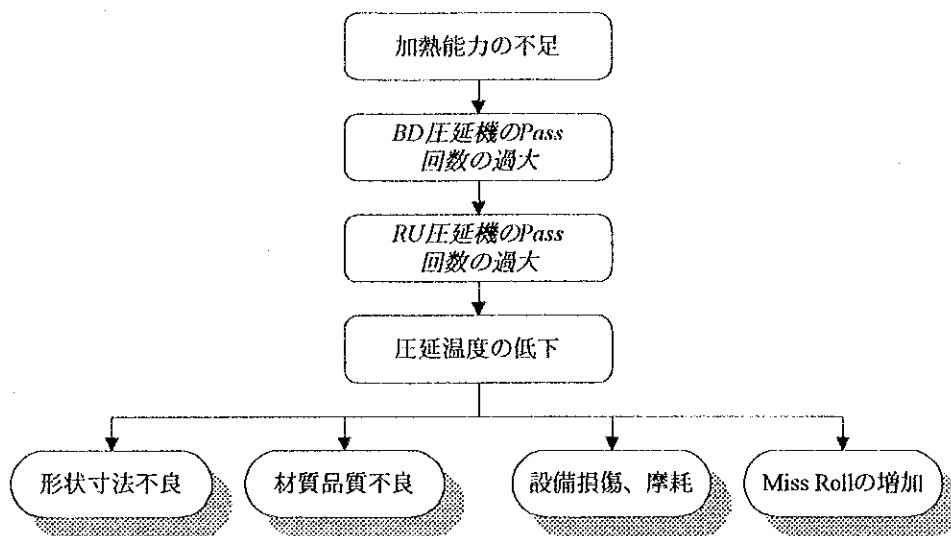 加熱能力の不足
BD圧延機のPass
回数の過大
RU圧延機のPass
回数の過大
圧延温度の低下
形状寸法不良
材質品質不良
設備損傷、摩耗
Miss Rollの増加